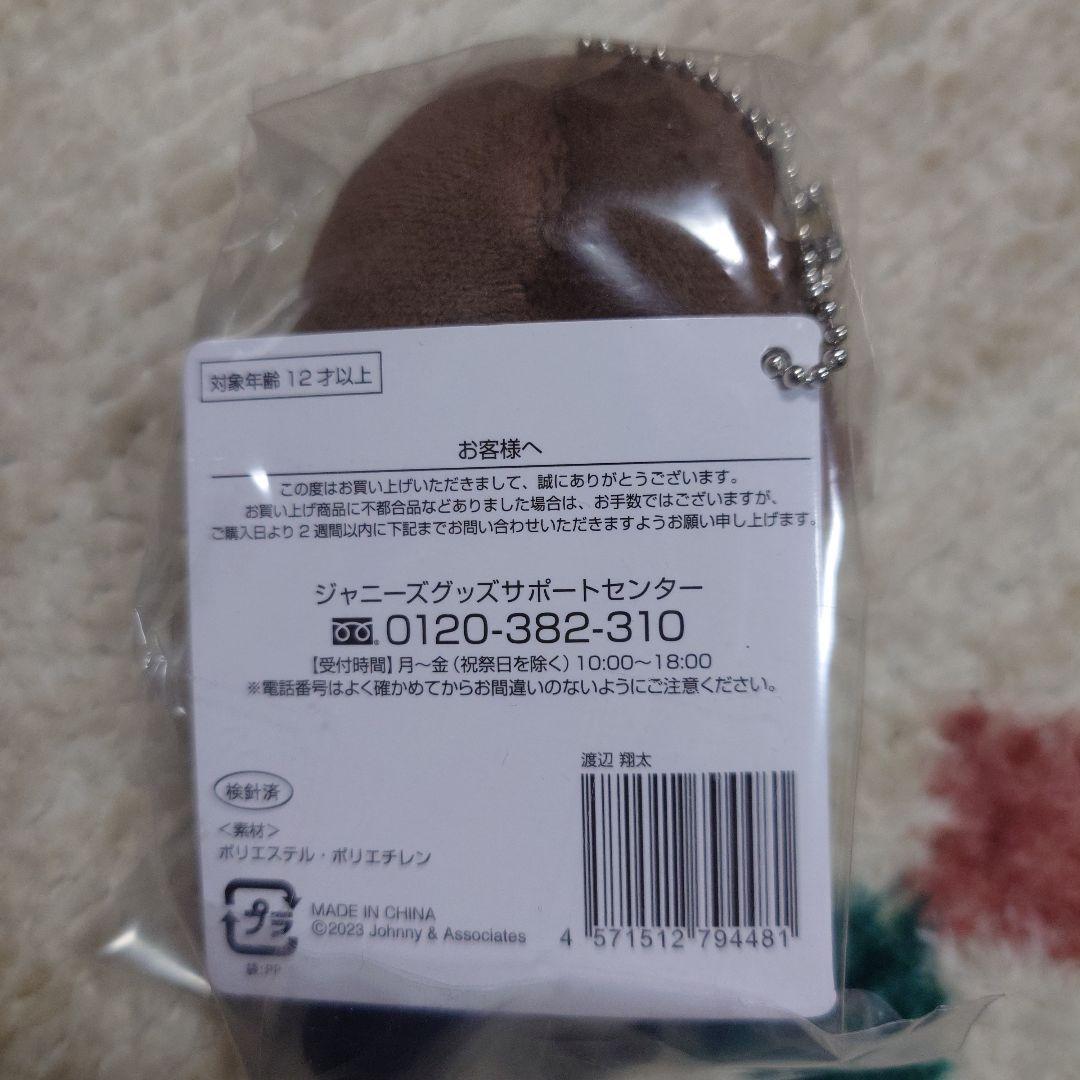 対象年齢 12 才以上
お客様へ
この度はお買い上げいただきまして、誠にありがとうございます。
お買い上げ商品に不都合品などありました場合は、お手数ではございますが、
ご購入日より2週間以内に下記までお問い合わせいただきますようお願い申し上げます。
ジャニーズグッズサポートセンター
0120-382-310
【受付時間】月〜金（祝祭日を除く）10:00〜18:00
※電話番号はよく確かめてからお間違いのないようにご注意ください。
渡辺 翔太
検針済
＜素材＞
ポリエステル・ポリエチレン
プラ
袋:PP
MADE IN CHINA
©2023 Johnny & Associates
4 571512 794481